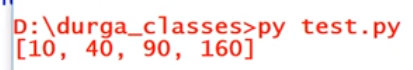 D:\durga_classes>py test.py
[10, 40, 90, 160]